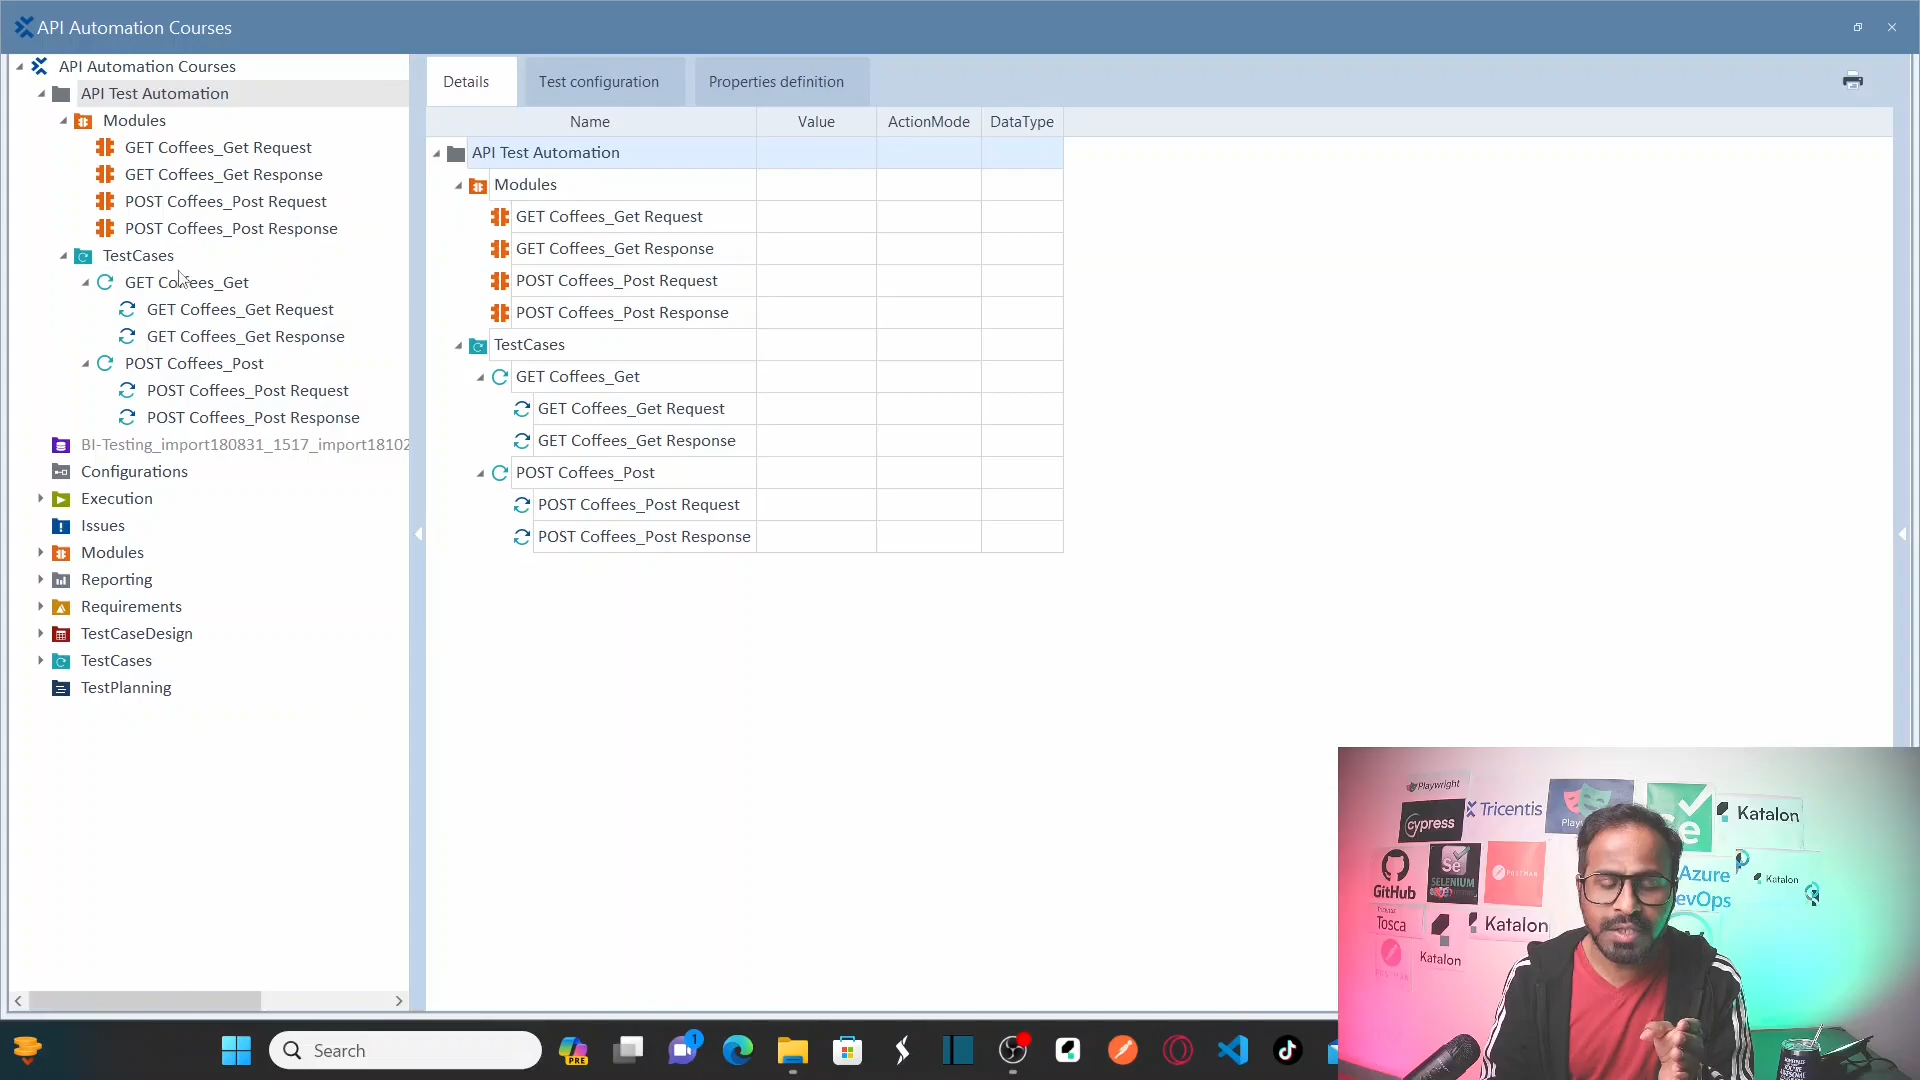 API Automation Courses
API Automation Courses
API Test Automation
Modules
GET Coffees_Get Request
GET Coffees_Get Response
POST Coffees_Post Request
POST Coffees_Post Response
TestCases
GET Coffees_Get
GET Coffees_Get Request
GET Coffees_Get Response
POST Coffees_Post
POST Coffees_Post Request
POST Coffees_Post Response
BI-Testing_import180831_1517_import18102
Configurations
Execution
Issues
Modules
Reporting
Requirements
TestCaseDesign
TestCases
TestPlanning
Details
Test configuration
Properties definition
Name Value ActionMode DataType
API Test Automation
Modules
GET Coffees_Get Request
GET Coffees_Get Response
POST Coffees_Post Request
POST Coffees_Post Response
TestCases
GET Coffees_Get
GET Coffees_Get Request
GET Coffees_Get Response
POST Coffees_Post
POST Coffees_Post Request
POST Coffees_Post Response
Playwright
cypress
Tricentis
Play
e
Katalon
GitHub
Se
SELENIUM
POSTMAN
Azure
evOps
Katalon
Tosca
Katalon
Katalon
Search
PRE
1